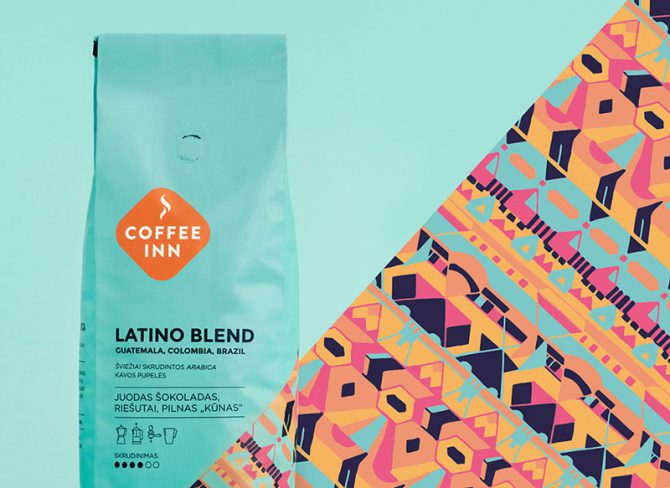 COFFEE
INN
LATINO BLEND
GUATEMALA, COLOMBIA, BRAZIL
ŠVIEŽIAI SKRUDINTOS ARABICA
KAVOS PUPELĖS
JUODAS ŠOKOLADAS,
RIEŠUTAI, PILNAS „KŪNAS“
SKRUDINIMAS